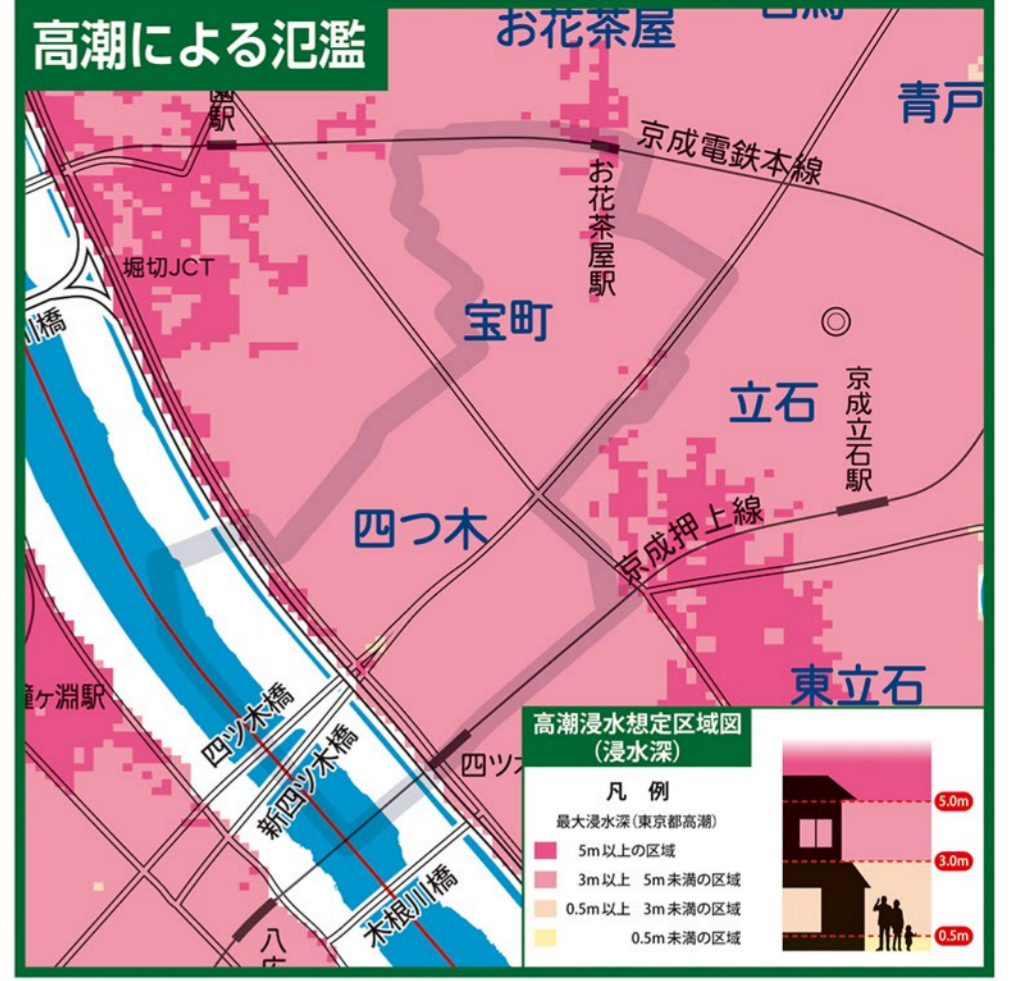 高潮による氾濫
お花茶屋
青戸
駅
京成電鉄本線
お花茶屋駅
堀切JCT
川橋
宝町
立石
京成立石駅
四つ木
京成押上線
ケ淵駅
東立石
四ツ木橋
新四ツ木橋
四ツ
木根川橋
八
高潮浸水想定区域図
(浸水深)
凡 例
最大浸水深(東京都高潮)
5m以上の区域
3m以上 5m未満の区域
0.5m以上 3m未満の区域
0.5m未満の区域
5.0m
3.0m
0.5m